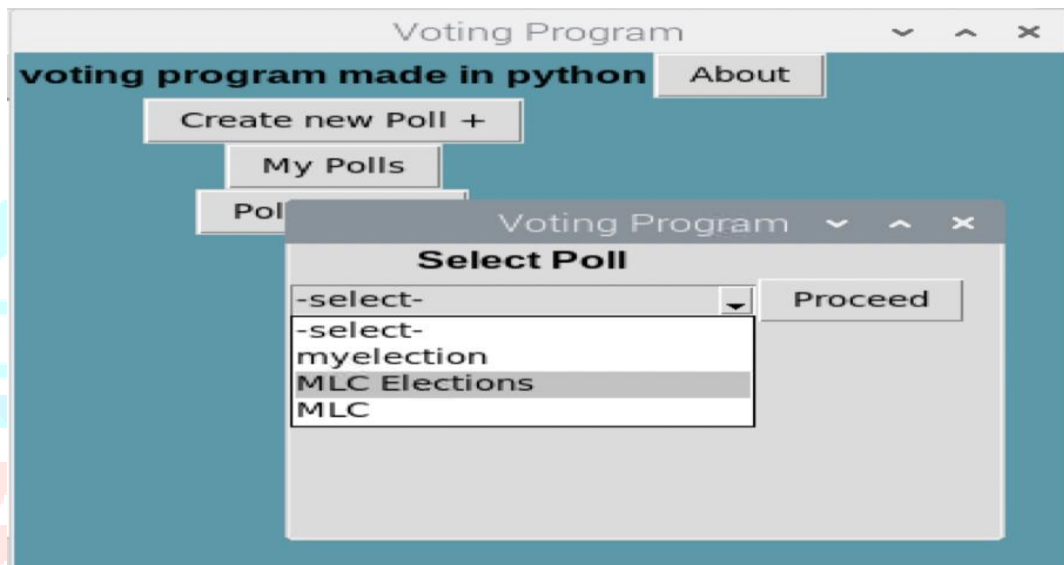 Voting Program
voting program made in python About
Create new Poll +
My Polls
Voting Program
Select Poll
-select- Proceed
-select-
myelection
MLC Elections
MLC